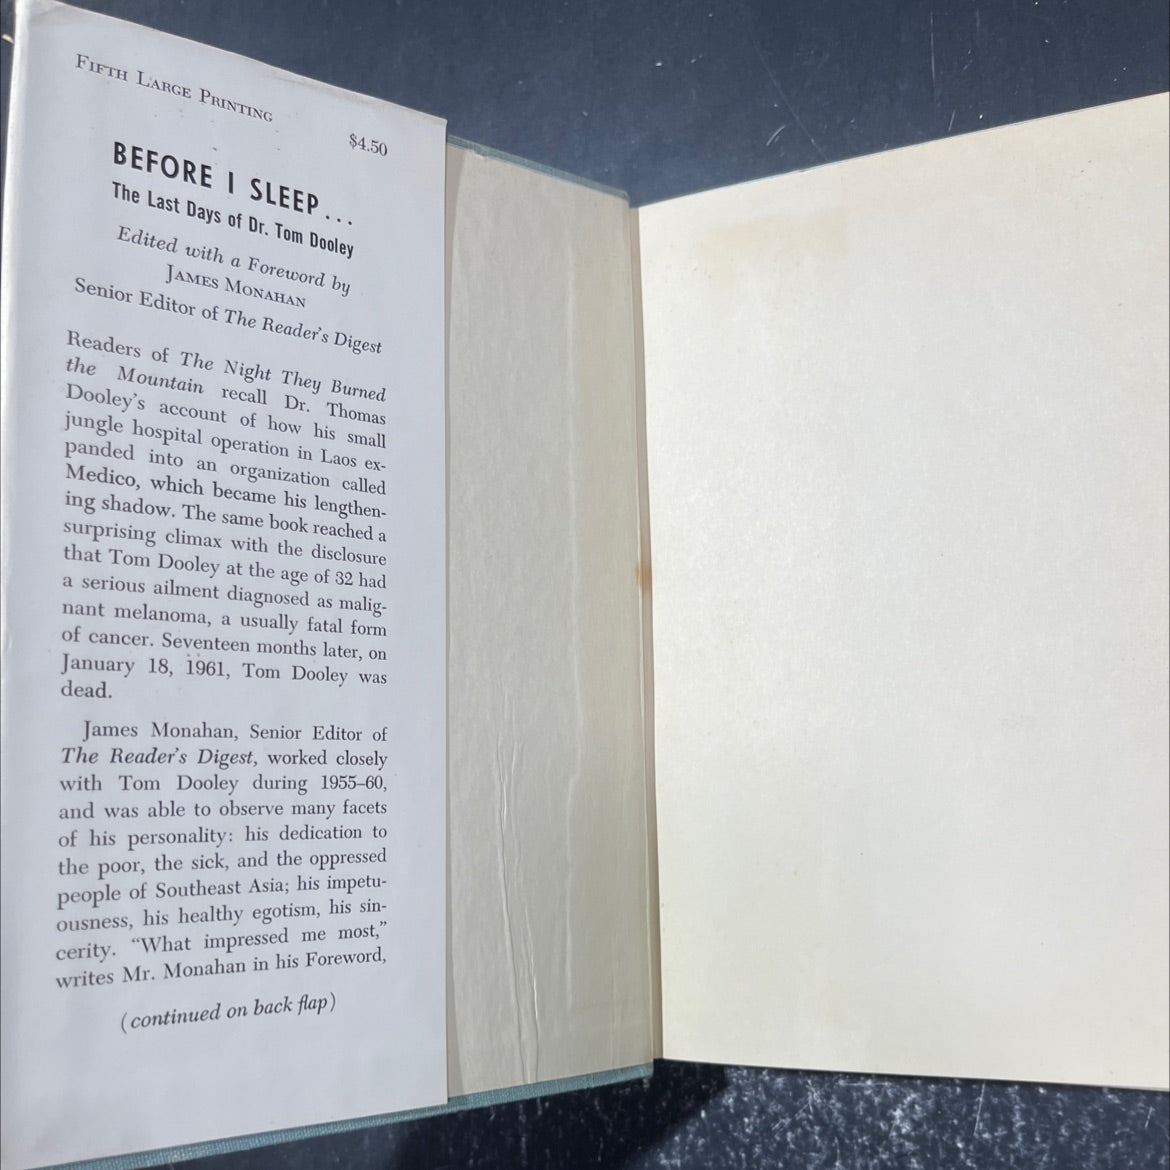 FIFTH LARGE PRINTING
$4.50
BEFORE I SLEEP...
The Last Days of Dr. Tom Dooley
Edited with a Foreword by
JAMES MONAHAN
Senior Editor of The Reader's Digest
Readers of The Night They Burned
the Mountain recall Dr. Thomas
Dooley's account of how his small
jungle hospital operation in Laos ex-
panded into an organization called
Medico, which became his lengthen-
ing shadow. The same book reached a
surprising climax with the disclosure
that Tom Dooley at the age of 32 had
a serious ailment diagnosed as malig-
nant melanoma, a usually fatal form
of cancer. Seventeen months later, on
January 18, 1961, Tom Dooley was
dead.
James Monahan, Senior Editor of
The Reader's Digest, worked closely
with Tom Dooley during 1955–60,
and was able to observe many facets
of his personality: his dedication to
the poor, the sick, and the oppressed
people of Southeast Asia; his impetu-
ousness, his healthy egotism, his sin-
cerity. “What impressed me most,”
writes Mr. Monahan in his Foreword,
(continued on back flap)